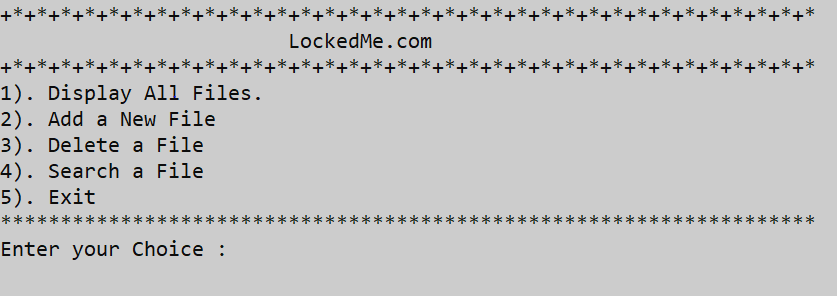 +*+*+*+*+*+*+*+*+*+*+*+*+*+*+*+*+*+*+*+*+*+*+*+*+*+*+*+*+*+*+*+*+*+*
LockedMe.com
+*+*+*+*+*+*+*+*+*+*+*+*+*+*+*+*+*+*+*+*+*+*+*+*+*+*+*+*+*+*+*+*+*+*
1). Display All Files.
2). Add a New File
3). Delete a File
4). Search a File
5). Exit
********************************************************************
Enter your Choice :